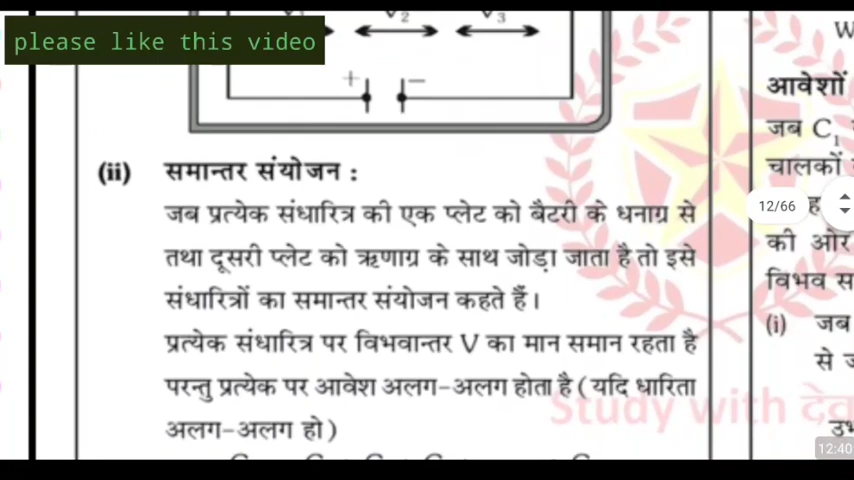 please like this video
V2
V3
+
−
(ii) समान्तर संयोजन :
जब प्रत्येक संधारित्र की एक प्लेट को बैटरी के धनाग्र से
तथा दूसरी प्लेट को ऋणाग्र के साथ जोड़ा जाता है तो इसे
संधारित्रों का समान्तर संयोजन कहते हैं।
प्रत्येक संधारित्र पर विभवान्तर V का मान समान रहता है
परन्तु प्रत्येक पर आवेश अलग-अलग होता है (यदि धारिता
अलग-अलग हो)
Study with
आवेशों
जब C1
चालकों
12/66
की ओर
विभव
(i) जब
से
12:40